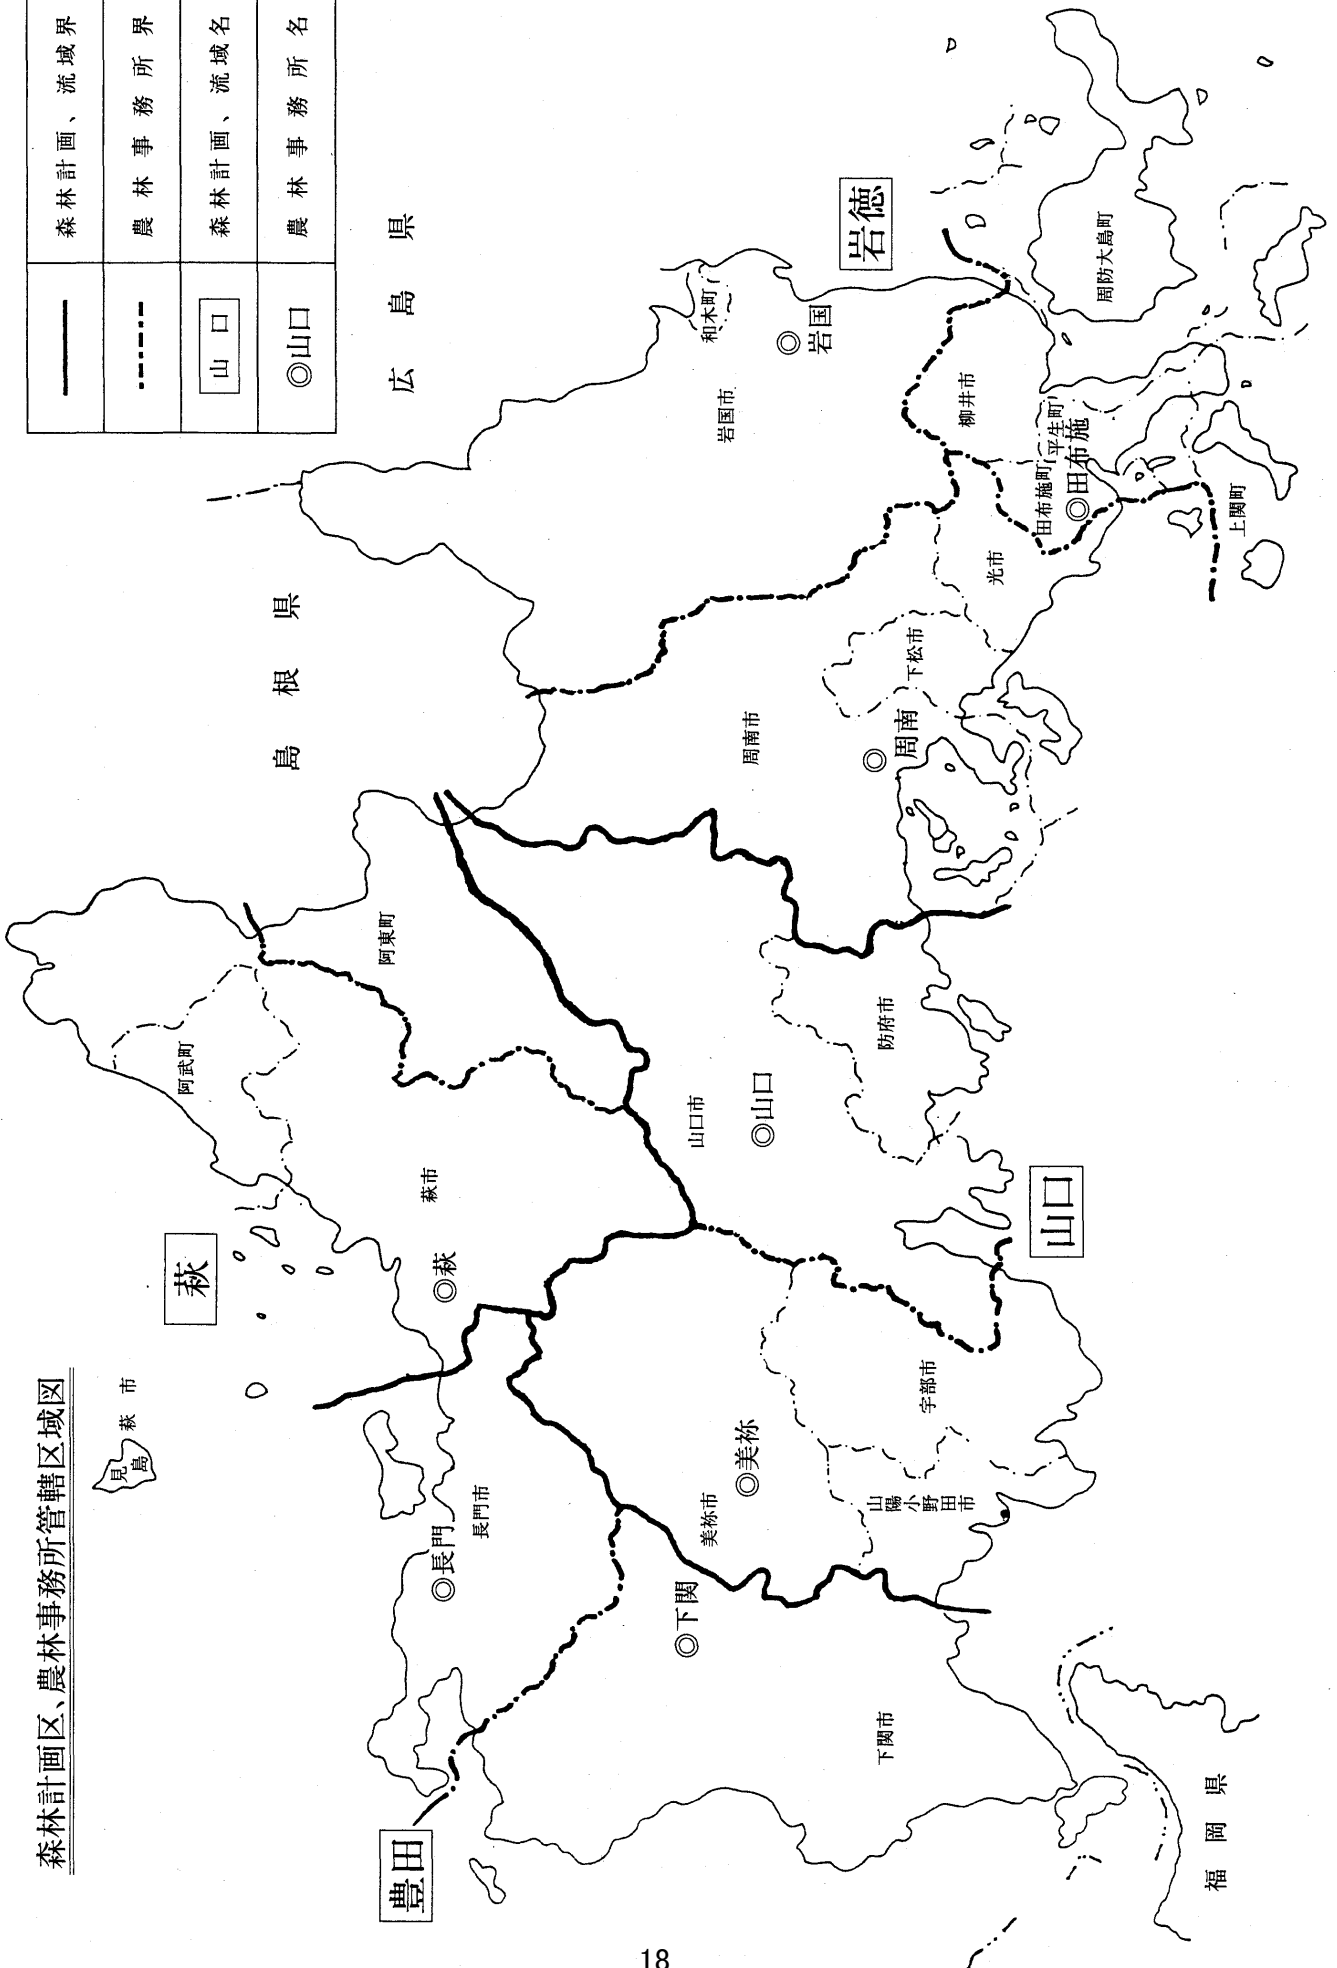 森林計画区、農林事務所管轄区域図
森林計画、流域界
農林事務所界
山口
森林計画、流域名
◎山口
農林事務所名
広島県
島根県
福岡県
萩
豊田
山口
岩徳
見島
萩市
阿武町
阿東町
萩市
◎萩
◎長門
長門市
山口市
◎山口
防府市
美祢市
◎美祢
宇部市
山陽小野田市
◎下関
下関市
周南市
◎周南
下松市
光市
岩国市
和木町
◎岩国
柳井市
平生町
田布施町
◎田布施
上関町
周防大島町
18